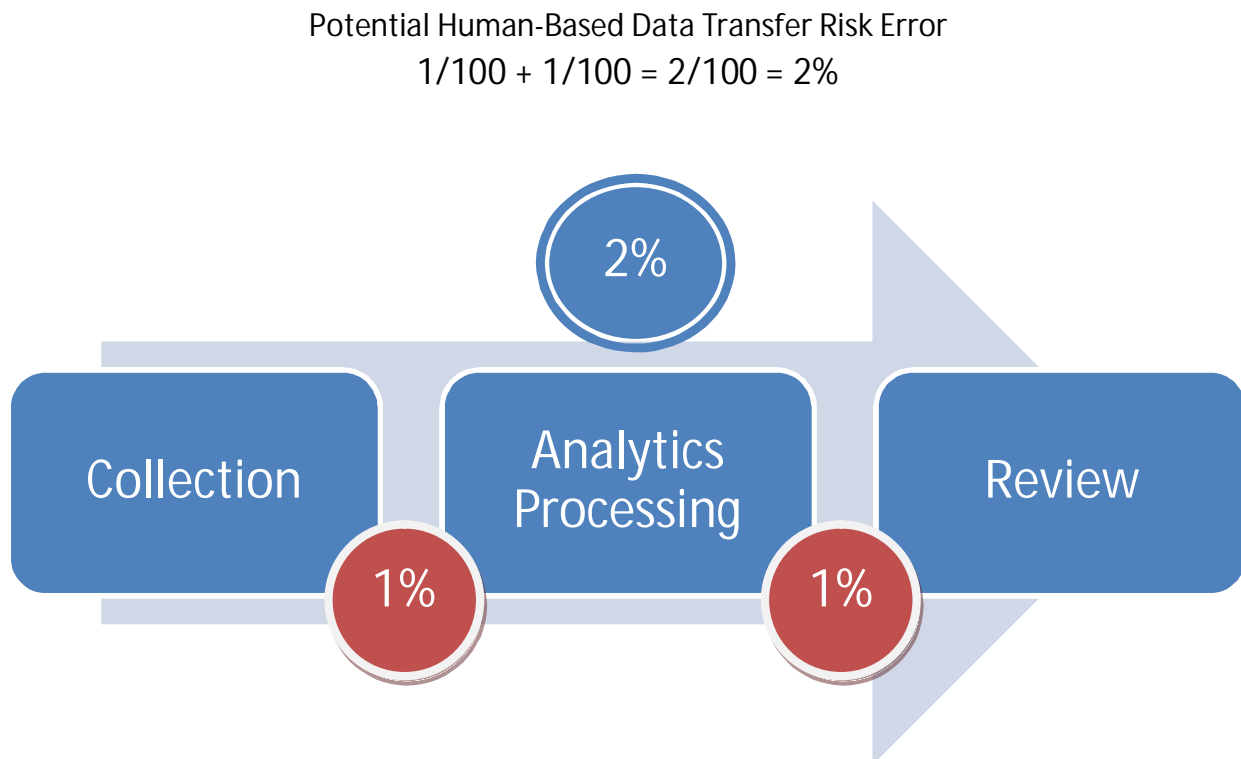 Potential Human-Based Data Transfer Risk Error
1/100 + 1/100 = 2/100 = 2%
2%
Collection
Analytics
Processing
Review
1%
1%